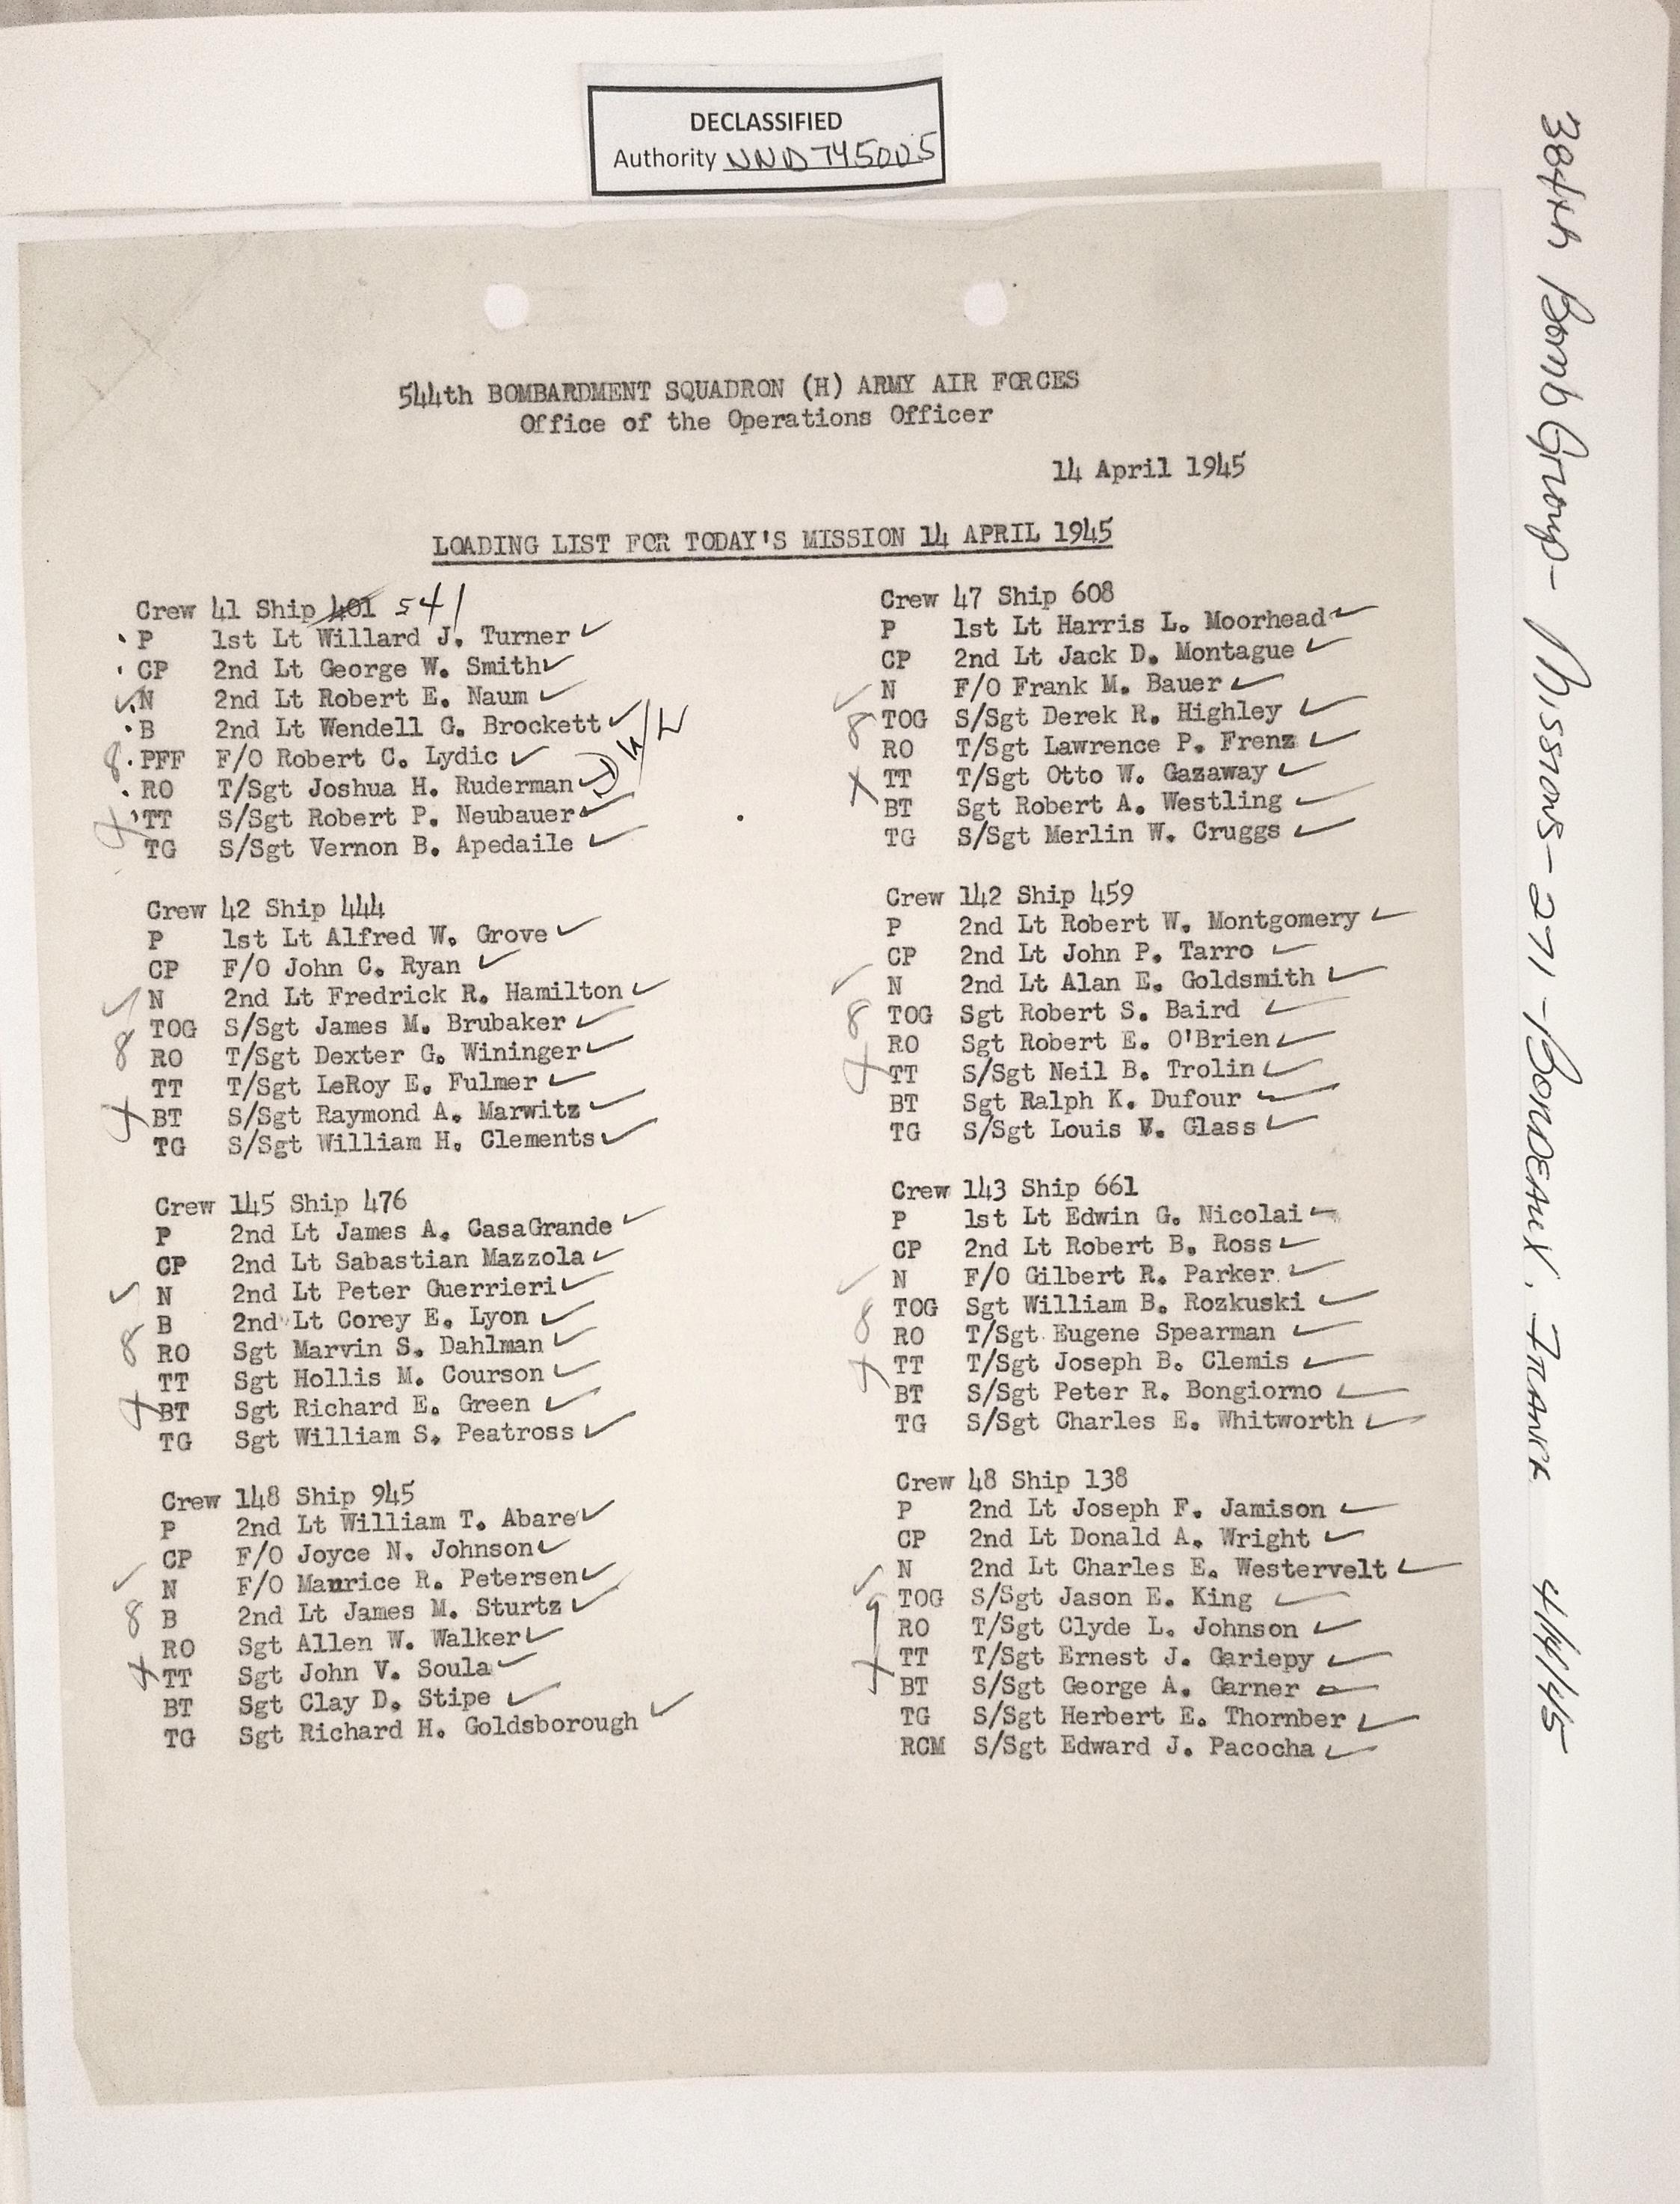 DECLASSIFIED
Authority NND 745005
544th BOMBARDMENT SQUADRON (H) ARMY AIR FORCES
Office of the Operations Officer
14 April 1945
LOADING LIST FOR TODAY'S MISSION 14 APRIL 1945
Crew 41 Ship 401 541
P 1st Lt Willard J. Turner
CP 2nd Lt George W. Smith
N 2nd Lt Robert E. Naum
B 2nd Lt Wendell G. Brockett
8 PFF F/O Robert C. Lydic
RO T/Sgt Joshua H. Ruderman
TT S/Sgt Robert P. Neubauer
TG S/Sgt Vernon B. Apedaile
Crew 42 Ship 444
P 1st Lt Alfred W. Grove
CP F/O John C. Ryan
N 2nd Lt Fredrick R. Hamilton
TOG S/Sgt James M. Brubaker
8 RO T/Sgt Dexter G. Wininger
TT T/Sgt LeRoy E. Fulmer
BT S/Sgt Raymond A. Marwitz
TG S/Sgt William H. Clements
Crew 145 Ship 476
P 2nd Lt James A. CasaGrande
CP 2nd Lt Sabastian Mazzola
N 2nd Lt Peter Guerrieri
B 2nd Lt Corey E. Lyon
8 RO Sgt Marvin S. Dahlman
TT Sgt Hollis M. Courson
BT Sgt Richard E. Green
TG Sgt William S. Peatross
Crew 148 Ship 945
P 2nd Lt William T. Abare
CP F/O Joyce N. Johnson
N F/O Maurice R. Petersen
8 B 2nd Lt James M. Sturtz
RO Sgt Allen W. Walker
TT Sgt John V. Soula
BT Sgt Clay D. Stipe
TG Sgt Richard H. Goldsborough
Crew 47 Ship 608
P 1st Lt Harris L. Moorhead
CP 2nd Lt Jack D. Montague
N F/O Frank M. Bauer
8 TOG S/Sgt Derek R. Highley
RO T/Sgt Lawrence P. Frenz
TT T/Sgt Otto W. Gazaway
BT Sgt Robert A. Westling
TG S/Sgt Merlin W. Cruggs
Crew 142 Ship 459
P 2nd Lt Robert W. Montgomery
CP 2nd Lt John P. Tarro
N 2nd Lt Alan E. Goldsmith
8 TOG Sgt Robert S. Baird
RO Sgt Robert E. O'Brien
TT S/Sgt Neil B. Trolin
BT Sgt Ralph K. Dufour
TG S/Sgt Louis V. Glass
Crew 143 Ship 661
P 1st Lt Edwin G. Nicolai
CP 2nd Lt Robert B. Ross
N F/O Gilbert R. Parker
8 TOG Sgt William B. Rozkuski
RO T/Sgt Eugene Spearman
TT T/Sgt Joseph B. Clemis
BT S/Sgt Peter R. Bongiorno
TG S/Sgt Charles E. Whitworth
Crew 48 Ship 138
P 2nd Lt Joseph F. Jamison
CP 2nd Lt Donald A. Wright
N 2nd Lt Charles E. Westervelt
9 TOG S/Sgt Jason E. King
RO T/Sgt Clyde L. Johnson
TT T/Sgt Ernest J. Gariepy
BT S/Sgt George A. Garner
TG S/Sgt Herbert E. Thornber
RCM S/Sgt Edward J. Pacocha
384th Bomb Group - Missions - 271 - BORDEAUX, FRANCE 4/14/45